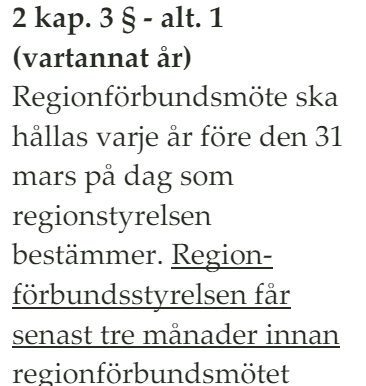 2 kap. 3 § - alt. 1
(vartannat år)
Regionförbundsmöte ska
hållas varje år före den 31
mars på dag som
regionstyrelsen
bestämmer. Region-
förbundsstyrelsen får
senast tre månader innan
regionförbundsmötet